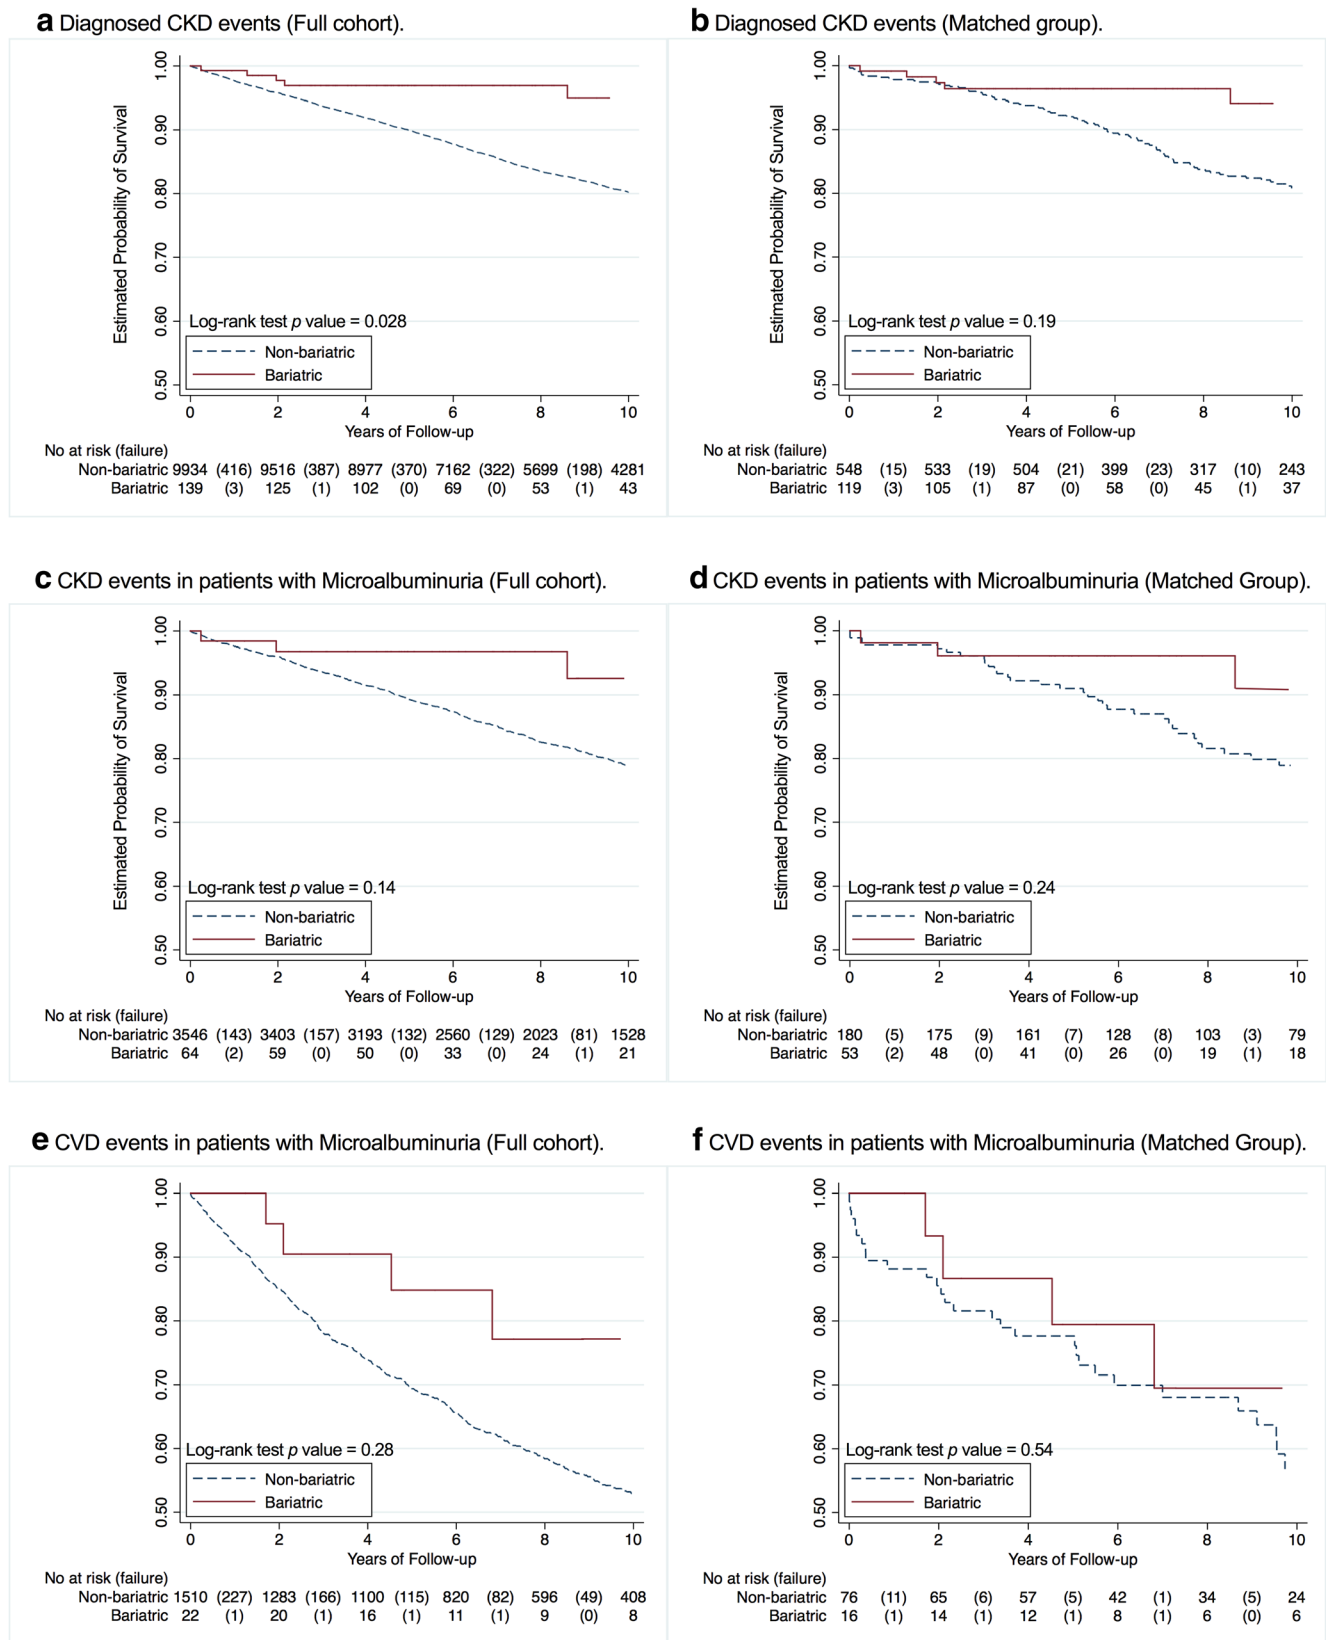 a Diagnosed CKD events (Full cohort).
Estimated Probability of Survival
1.00
0.90
0.80
0.70
0.60
0.50
Log-rank test p value = 0.028
Non-bariatric
Bariatric
0 2 4 6 8 10
Years of Follow-up
No at risk (failure)
Non-bariatric 9934 (416) 9516 (387) 8977 (370) 7162 (322) 5699 (198) 4281
Bariatric 139 (3) 125 (1) 102 (0) 69 (0) 53 (1) 43
b Diagnosed CKD events (Matched group).
Estimated Probability of Survival
1.00
0.90
0.80
0.70
0.60
0.50
Log-rank test p value = 0.19
Non-bariatric
Bariatric
0 2 4 6 8 10
Years of Follow-up
No at risk (failure)
Non-bariatric 548 (15) 533 (19) 504 (21) 399 (23) 317 (10) 243
Bariatric 119 (3) 105 (1) 87 (0) 58 (0) 45 (1) 37
c CKD events in patients with Microalbuminuria (Full cohort).
Estimated Probability of Survival
1.00
0.90
0.80
0.70
0.60
0.50
Log-rank test p value = 0.14
Non-bariatric
Bariatric
0 2 4 6 8 10
Years of Follow-up
No at risk (failure)
Non-bariatric 3546 (143) 3403 (157) 3193 (132) 2560 (129) 2023 (81) 1528
Bariatric 64 (2) 59 (0) 50 (0) 33 (0) 24 (1) 21
d CKD events in patients with Microalbuminuria (Matched Group).
Estimated Probability of Survival
1.00
0.90
0.80
0.70
0.60
0.50
Log-rank test p value = 0.24
Non-bariatric
Bariatric
0 2 4 6 8 10
Years of Follow-up
No at risk (failure)
Non-bariatric 180 (5) 175 (9) 161 (7) 128 (8) 103 (3) 79
Bariatric 53 (2) 48 (0) 41 (0) 26 (0) 19 (1) 18
e CVD events in patients with Microalbuminuria (Full cohort).
1.00
0.90
0.80
0.70
0.60
0.50
Log-rank test p value = 0.28
Non-bariatric
Bariatric
0 2 4 6 8 10
Years of Follow-up
No at risk (failure)
Non-bariatric 1510 (227) 1283 (166) 1100 (115) 820 (82) 596 (49) 408
Bariatric 22 (1) 20 (1) 16 (1) 11 (1) 9 (0) 8
f CVD events in patients with Microalbuminuria (Matched Group).
1.00
0.90
0.80
0.70
0.60
0.50
Log-rank test p value = 0.54
Non-bariatric
Bariatric
0 2 4 6 8 10
Years of Follow-up
No at risk (failure)
Non-bariatric 76 (11) 65 (6) 57 (5) 42 (1) 34 (5) 24
Bariatric 16 (1) 14 (1) 12 (1) 8 (1) 6 (0) 6